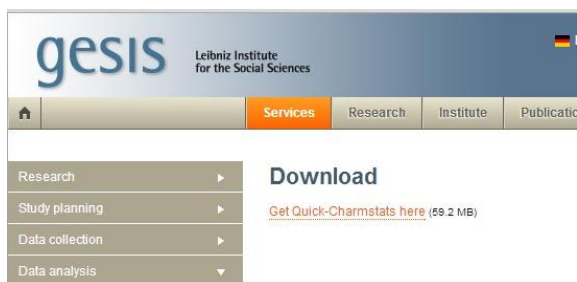 gesis
Leibniz Institute
for the Social Sciences
Services Research Institute
Research
Study planning
Data collection
Data analysis
Download
Get Quick-Charmstats here (59.2 MB)